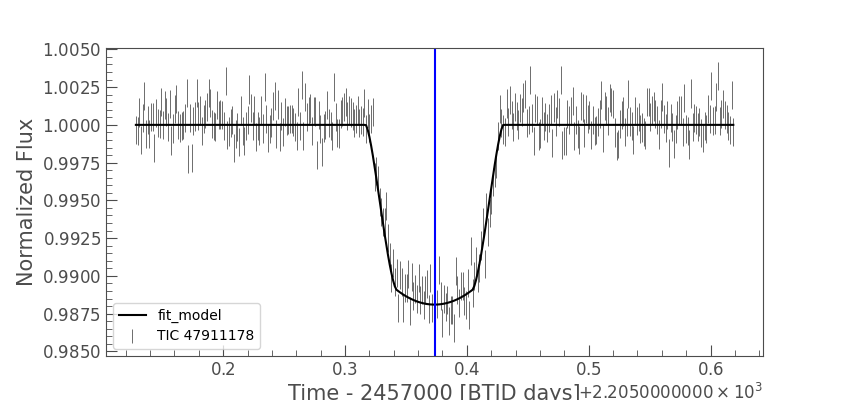 1.0050
1.0025
1.0000
0.9975
0.9950
0.9925
0.9900
0.9875
0.9850
Normalized Flux
fit_model
TIC 47911178
0.2
0.3
0.4
0.5
0.6
Time - 2457000 [BTJD days]
+2.2050000000 × 10³